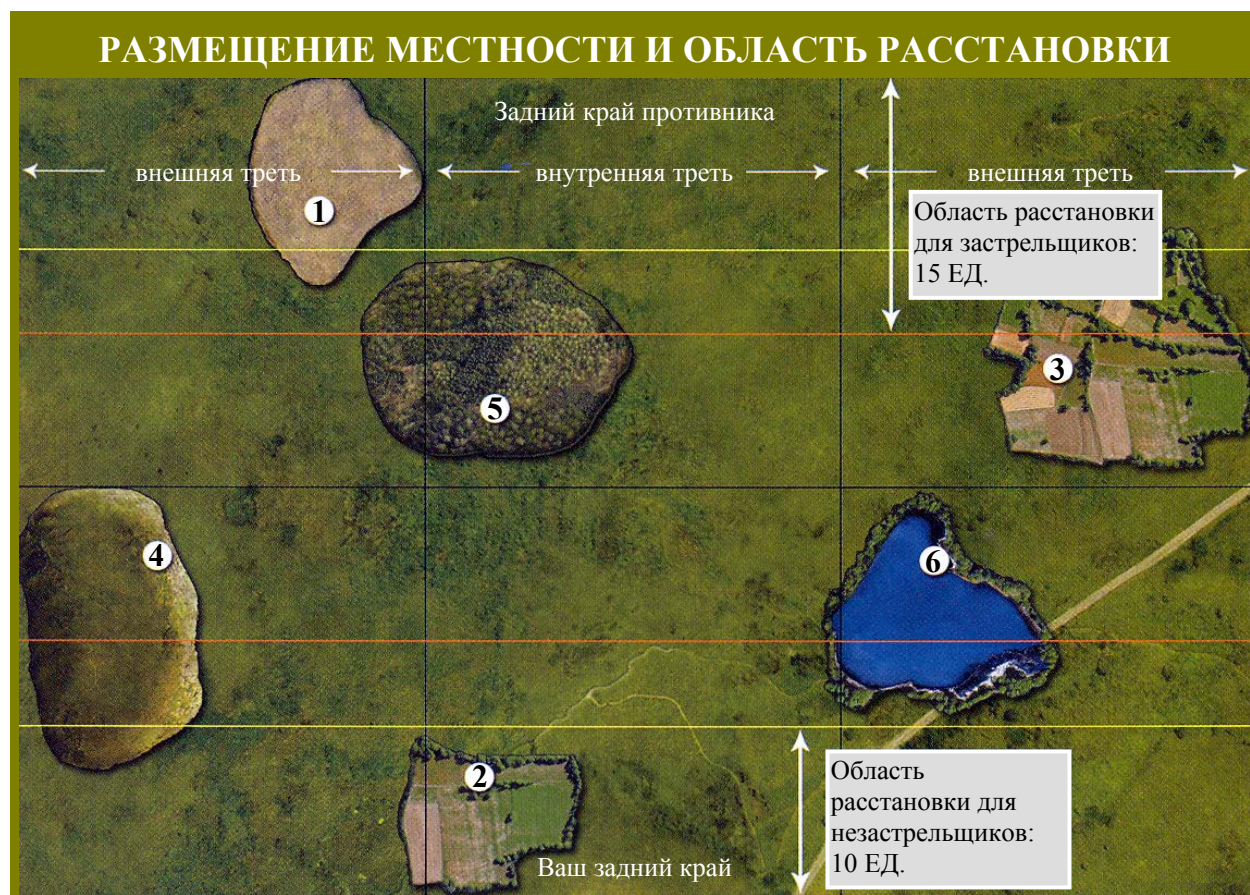 РАЗМЕЩЕНИЕ МЕСТНОСТИ И ОБЛАСТЬ РАССТАНОВКИ
Задний край противника
внешняя треть
внутренняя треть
внешняя треть
1
Область расстановки
для застрельщиков:
15 ЕД.
3
5
4
6
2
Область
расстановки для
незастрельщиков:
10 ЕД.
Ваш задний край